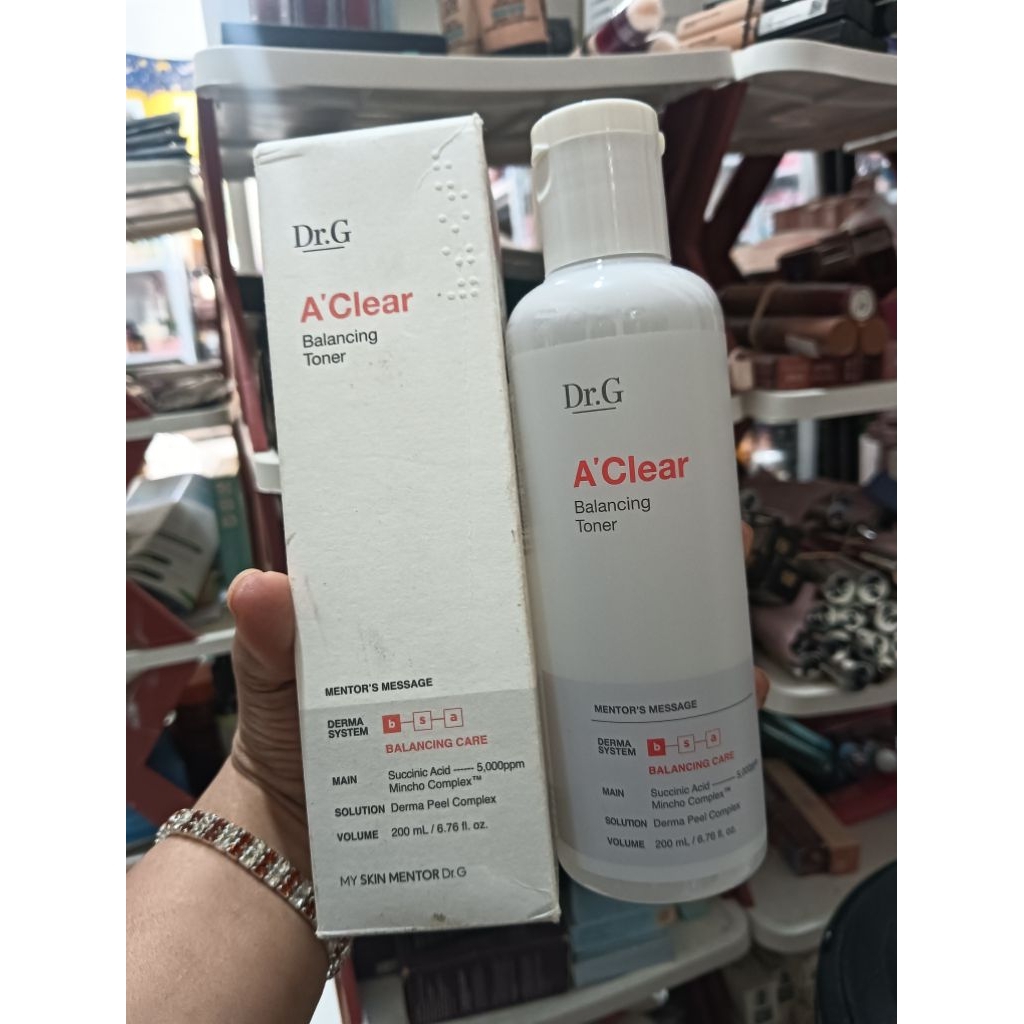 Dr.G
A'Clear
Balancing
Toner
MENTOR'S MESSAGE
DERMA SYSTEM b s a
BALANCING CARE
MAIN Succinic Acid ------ 5,000ppm
Mincho Complex™
SOLUTION Derma Peel Complex
VOLUME 200 mL / 6.76 fl. oz.
MY SKIN MENTOR Dr.G
Dr.G
A'Clear
Balancing
Toner
MENTOR'S MESSAGE
DERMA SYSTEM b s a
BALANCING CARE
MAIN Succinic Acid -------- 5,000ppm
Mincho Complex™
SOLUTION Derma Peel Complex
VOLUME 200 mL / 6.76 fl. oz.